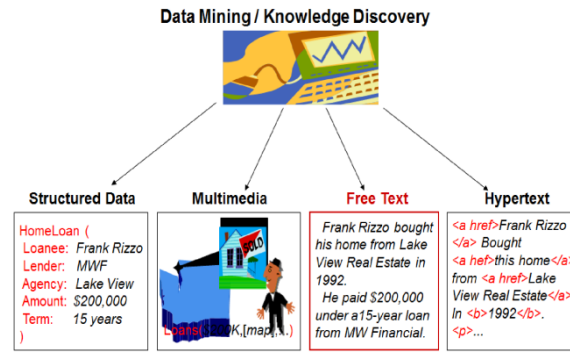 Data Mining / Knowledge Discovery
Structured Data
HomeLoan (
Loanee: Frank Rizzo
Lender: MWF
Agency: Lake View
Amount: $200,000
Term: 15 years
)
Multimedia
SOLD
Loans($200K,[map],...)
Free Text
Frank Rizzo bought
his home from Lake
View Real Estate in
1992.
He paid $200,000
under a15-year loan
from MW Financial.
Hypertext
<a href>Frank Rizzo
</a> Bought
<a hef>this home</a>
from <a href>Lake
View Real Estate</a>
In <b>1992</b>.
<p>...